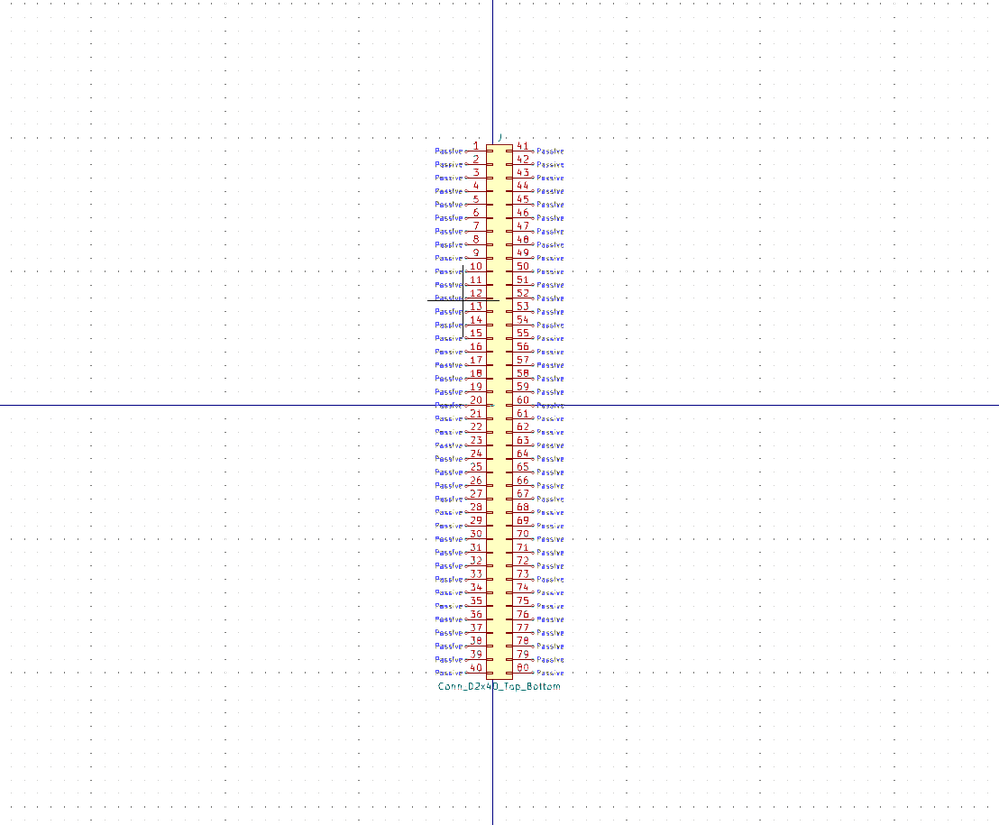 J
Passive 1 41 Passive
Passive 2 42 Passive
Passive 3 43 Passive
Passive 4 44 Passive
Passive 5 45 Passive
Passive 6 46 Passive
Passive 7 47 Passive
Passive 8 48 Passive
Passive 9 49 Passive
Passive 10 50 Passive
Passive 11 51 Passive
Passive 12 52 Passive
Passive 13 53 Passive
Passive 14 54 Passive
Passive 15 55 Passive
Passive 16 56 Passive
Passive 17 57 Passive
Passive 18 58 Passive
Passive 19 59 Passive
Passive 20 60 Passive
Passive 21 61 Passive
Passive 22 62 Passive
Passive 23 63 Passive
Passive 24 64 Passive
Passive 25 65 Passive
Passive 26 66 Passive
Passive 27 67 Passive
Passive 28 68 Passive
Passive 29 69 Passive
Passive 30 70 Passive
Passive 31 71 Passive
Passive 32 72 Passive
Passive 33 73 Passive
Passive 34 74 Passive
Passive 35 75 Passive
Passive 36 76 Passive
Passive 37 77 Passive
Passive 38 78 Passive
Passive 39 79 Passive
Passive 40 80 Passive
Conn_02x40_Top_Bottom